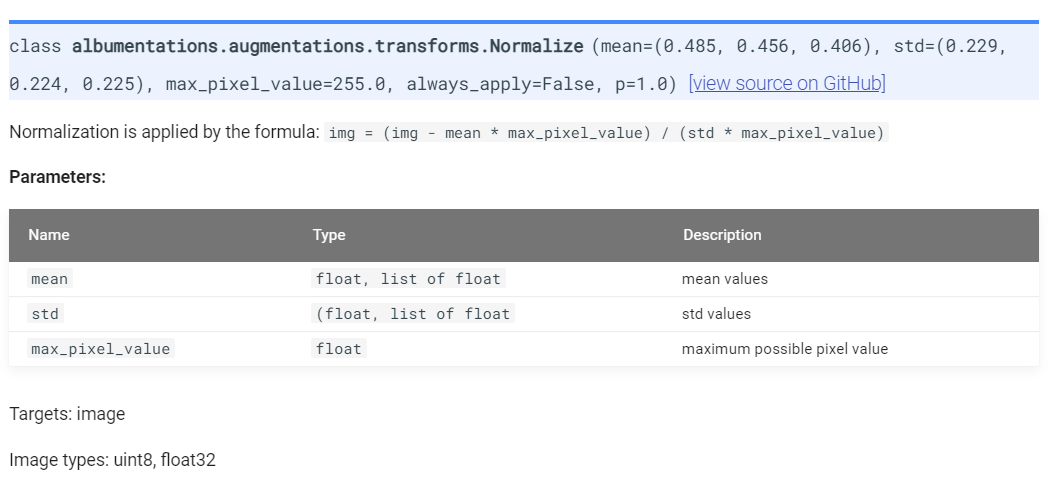 class albumentations.augmentations.transforms.Normalize (mean=(0.485, 0.456, 0.406), std=(0.229,
0.224, 0.225), max_pixel_value=255.0, always_apply=False, p=1.0) [view source on GitHub]
Normalization is applied by the formula: img = (img - mean * max_pixel_value) / (std * max_pixel_value)
Parameters:
Name Type Description
mean float, list of float mean values
std (float, list of float std values
max_pixel_value float maximum possible pixel value
Targets: image
Image types: uint8, float32